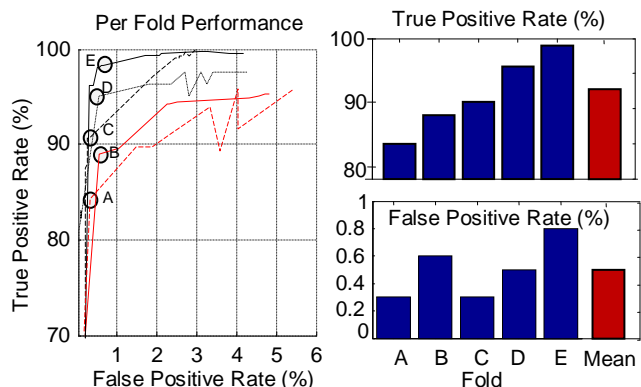 Per Fold Performance
True Positive Rate (%)
100
90
80
70
E
D
C
B
A
1 2 3 4 5 6
False Positive Rate (%)
True Positive Rate (%)
100
90
80
False Positive Rate (%)
1
0.8
0.6
0.4
0.2
0
A B C D E Mean
Fold